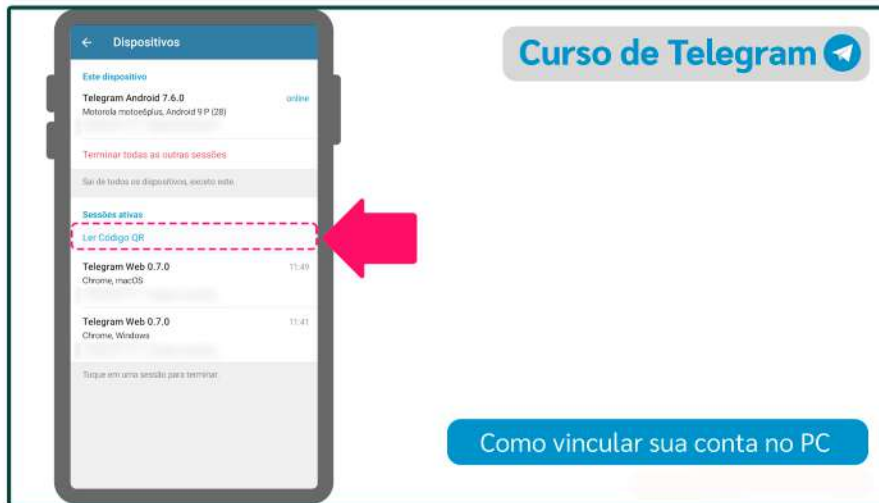 Dispositivos
Curso de Telegram
Este dispositivo
Telegram Android 7.6.0 online
Motorola motoe6plus, Android 9 P (28)
Terminar todas as outras sessões
Sai de todos os dispositivos, exceto este.
Sessões ativas
Ler Código QR
Telegram Web 0.7.0 11:49
Chrome, macOS
Telegram Web 0.7.0 11:41
Chrome, Windows
Toque em uma sessão para terminar.
Como vincular sua conta no PC